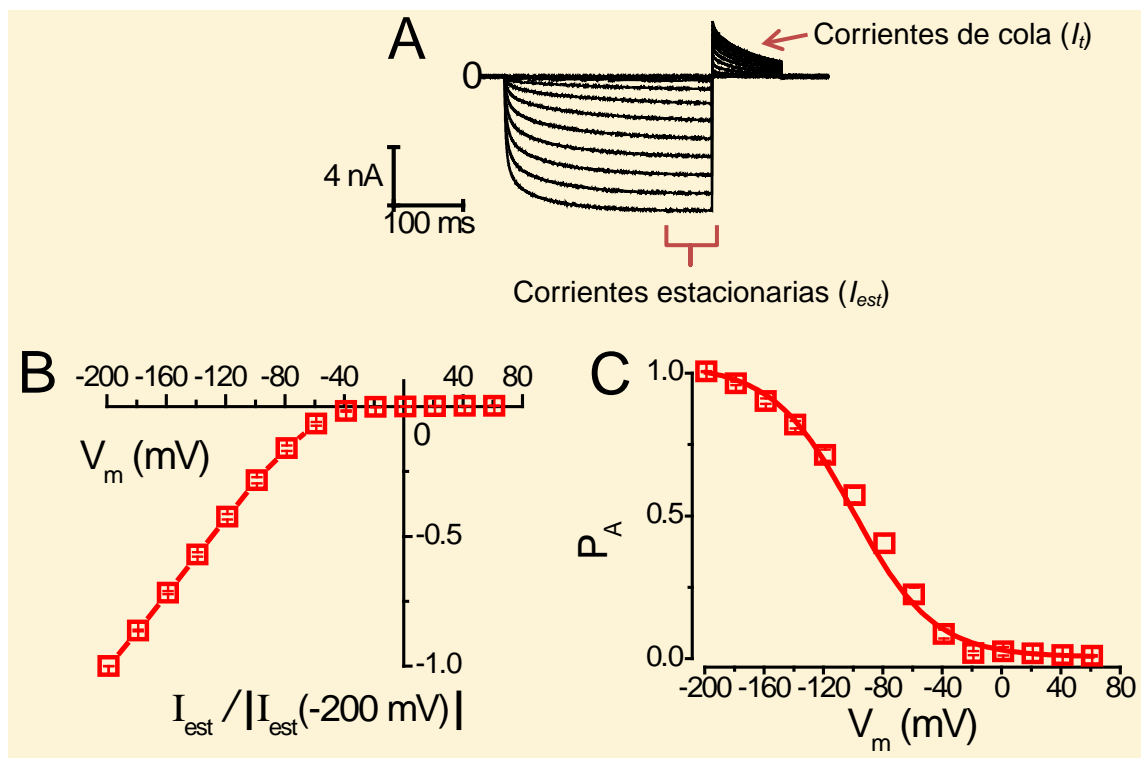 A
Corrientes de cola (It)
0
4 nA
100 ms
Corrientes estacionarias (Iest)
B
-200 -160 -120 -80 -40 40 80
Vm (mV)
0
-0.5
-1.0
Iest / |Iest(-200 mV)|
C
1.0
0.5
0.0
PA
-200 -160 -120 -80 -40 0 40 80
Vm (mV)